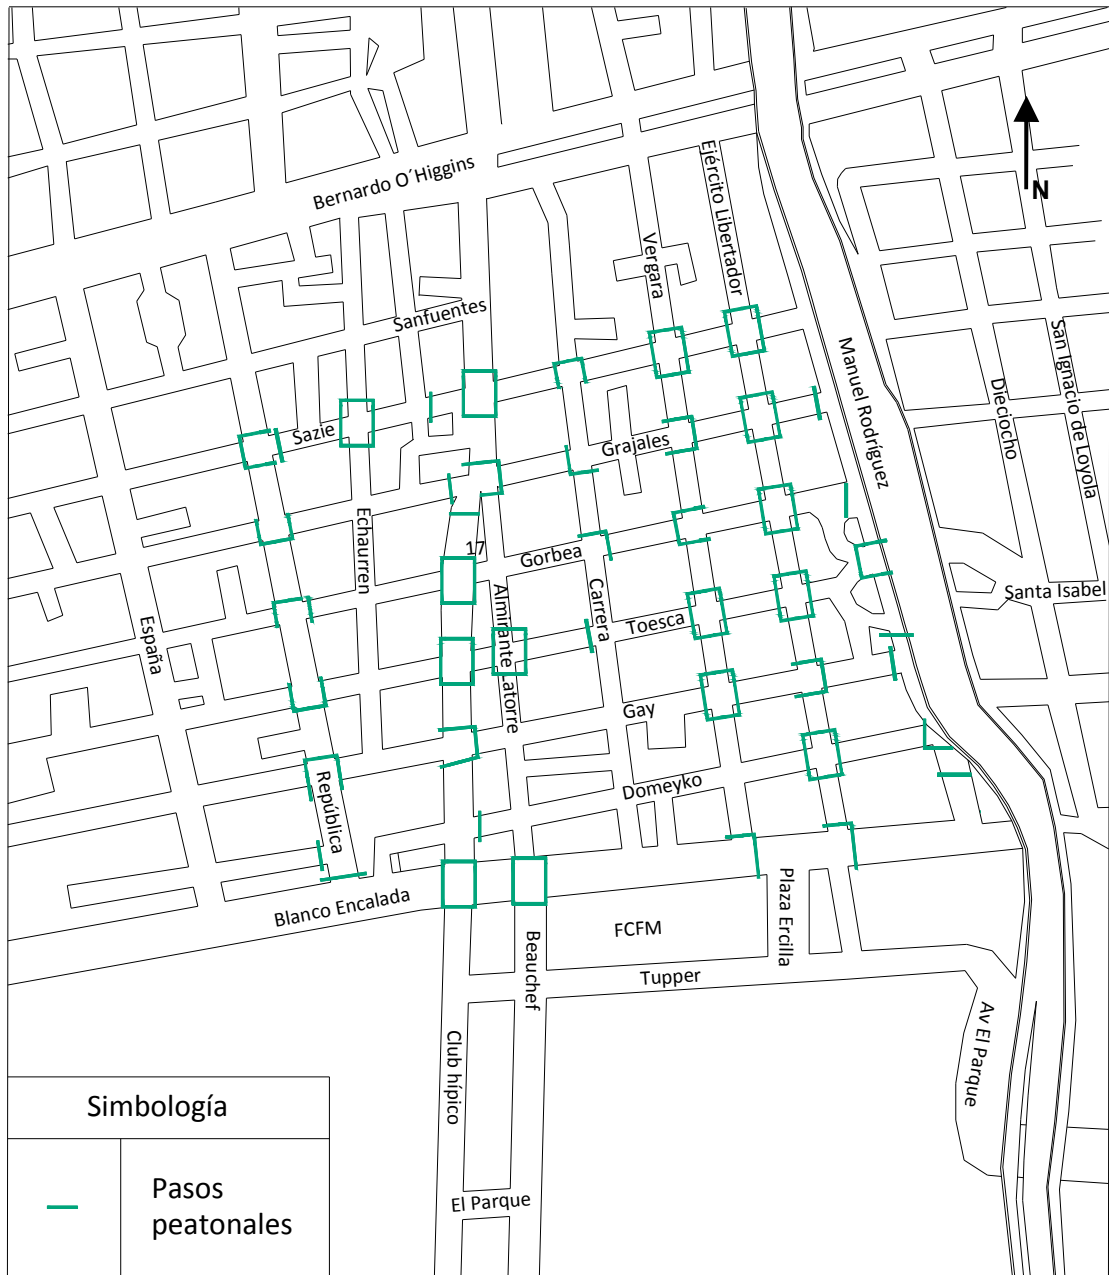 Bernardo O´Higgins
Ejército Libertador
N
Vergara
Sanfuentes
San Ignacio de Loyola
Manuel Rodríguez
Dieciocho
Sazie
Grajales
Echaurren
17
Gorbea
Almirante Latorre
Carrera
Santa Isabel
España
Toesca
Gay
República
Domeyko
Plaza Ercilla
Blanco Encalada
FCFM
Beauchef
Tupper
Club hípico
Av El Parque
El Parque
Simbología
Pasos
peatonales